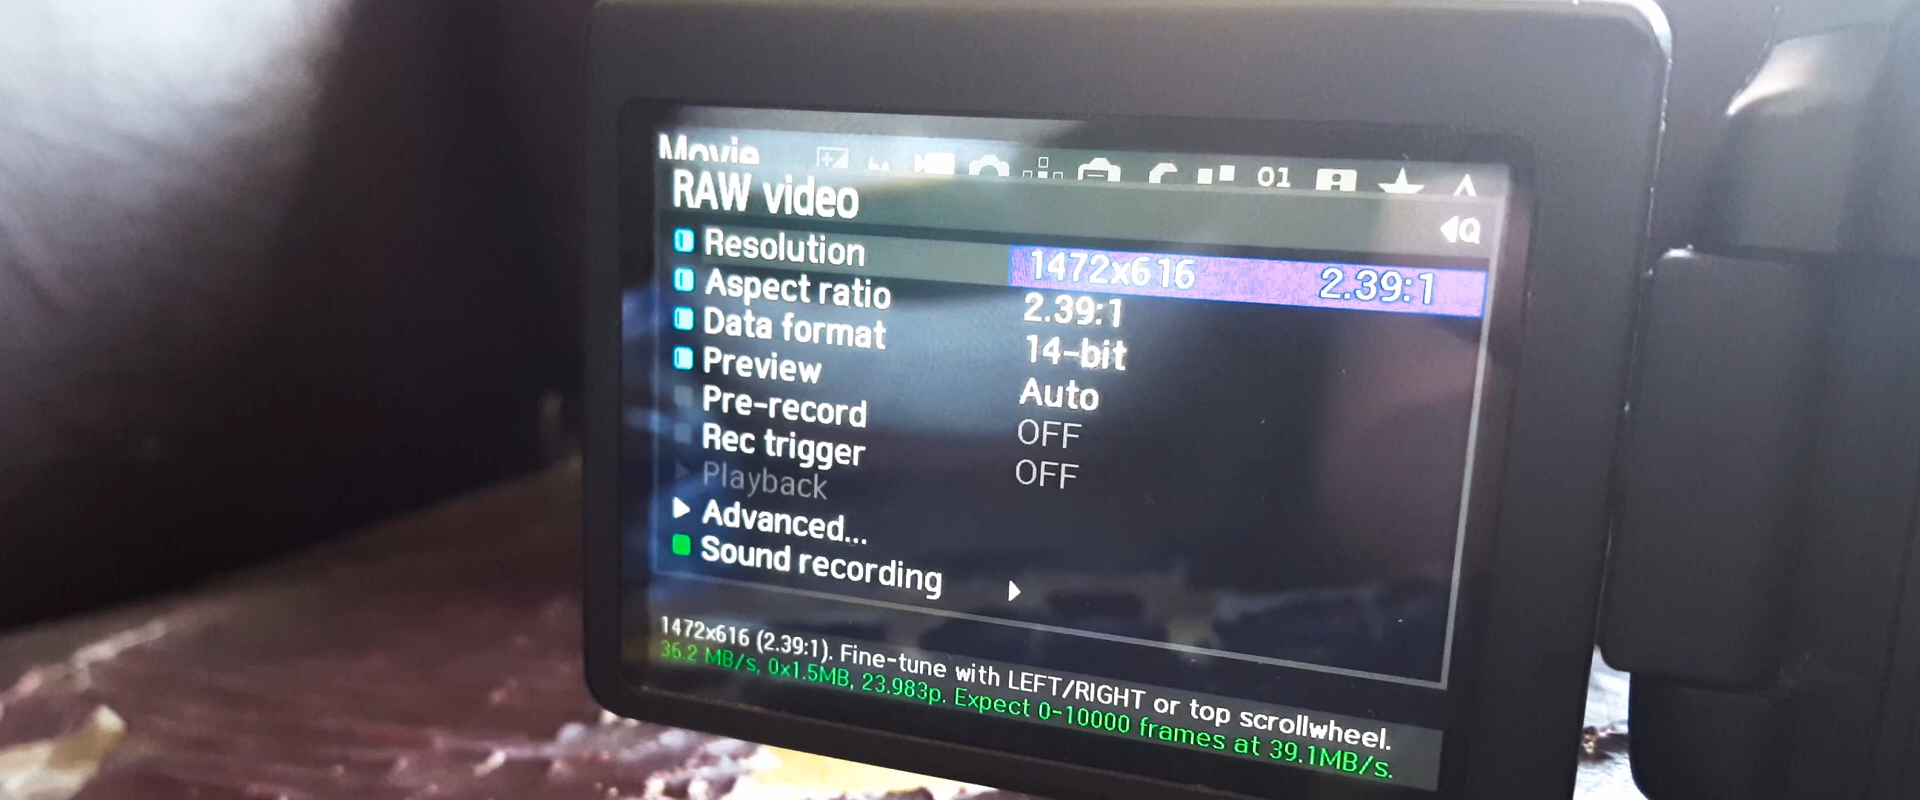 Movie
01
RAW video
Q
Resolution 1472x616 2.39:1
Aspect ratio 2.39:1
Data format 14-bit
Preview Auto
Pre-record OFF
Rec trigger OFF
Playback
Advanced...
Sound recording
1472x616 (2.39:1). Fine-tune with LEFT/RIGHT or top scrollwheel.
36.2 MB/s, 0x1.5MB, 23.983p. Expect 0-10000 frames at 39.1MB/s.